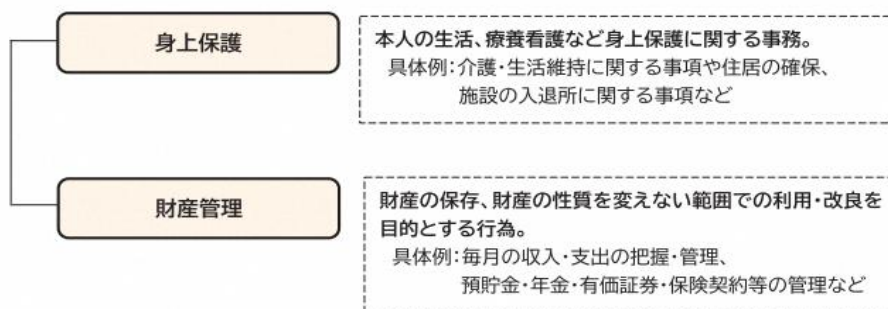 身上保護
本人の生活、療養看護など身上保護に関する事務。
具体例：介護・生活維持に関する事項や住居の確保、
施設の入退所に関する事項など
財産管理
財産の保存、財産の性質を変えない範囲での利用・改良を
目的とする行為。
具体例：毎月の収入・支出の把握・管理、
預貯金・年金・有価証券・保険契約等の管理など